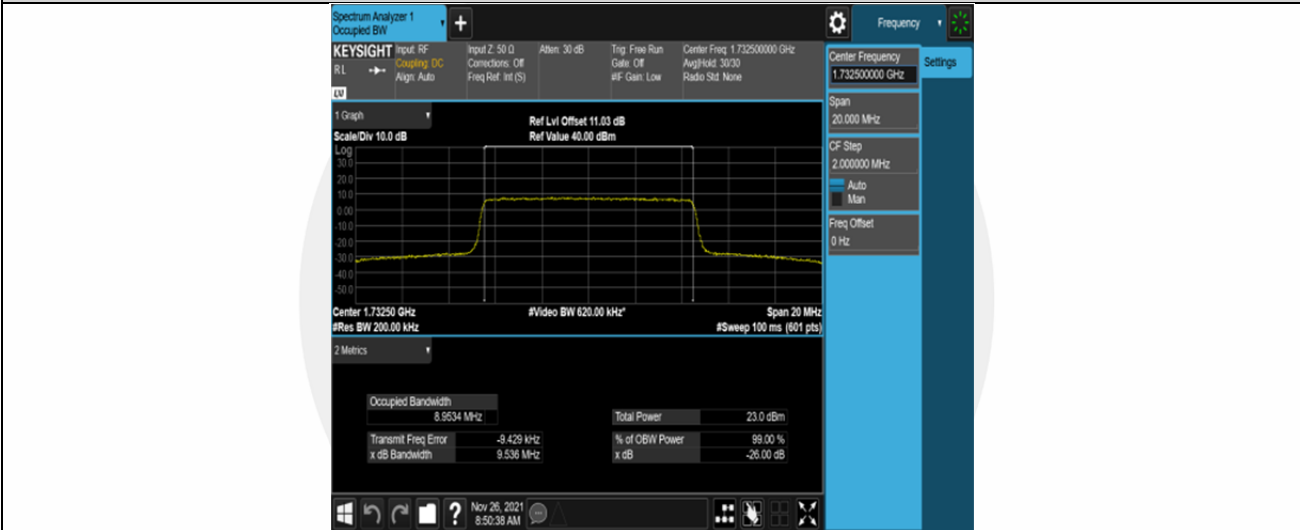 Spectrum Analyzer 1
Occupied BW
+
Frequency
KEYSIGHT
R L
Input: RF
Coupling: DC
Align: Auto
Input Z: 50 Ω
Corrections: Off
Freq Ref: Int (S)
Atten: 30 dB
Trig: Free Run
Gate: Off
#IF Gain: Low
Center Freq: 1.732500000 GHz
Avg|Hold: 30/30
Radio Std: None
Center Frequency
1.732500000 GHz
Settings
Span
20.000 MHz
CF Step
2.000000 MHz
Auto
Man
Freq Offset
0 Hz
1 Graph
Ref Lvl Offset 11.03 dB
Scale/Div 10.0 dB
Ref Value 40.00 dBm
Log
30.0
20.0
10.0
0.00
-10.0
-20.0
-30.0
-40.0
-50.0
Center 1.73250 GHz
#Video BW 620.00 kHz*
Span 20 MHz
#Res BW 200.00 kHz
#Sweep 100 ms (601 pts)
2 Metrics
Occupied Bandwidth
8.9534 MHz
Total Power 23.0 dBm
Transmit Freq Error -9.429 kHz
% of OBW Power 99.00 %
x dB Bandwidth 9.536 MHz
x dB -26.00 dB
?
Nov 26, 2021
8:50:38 AM